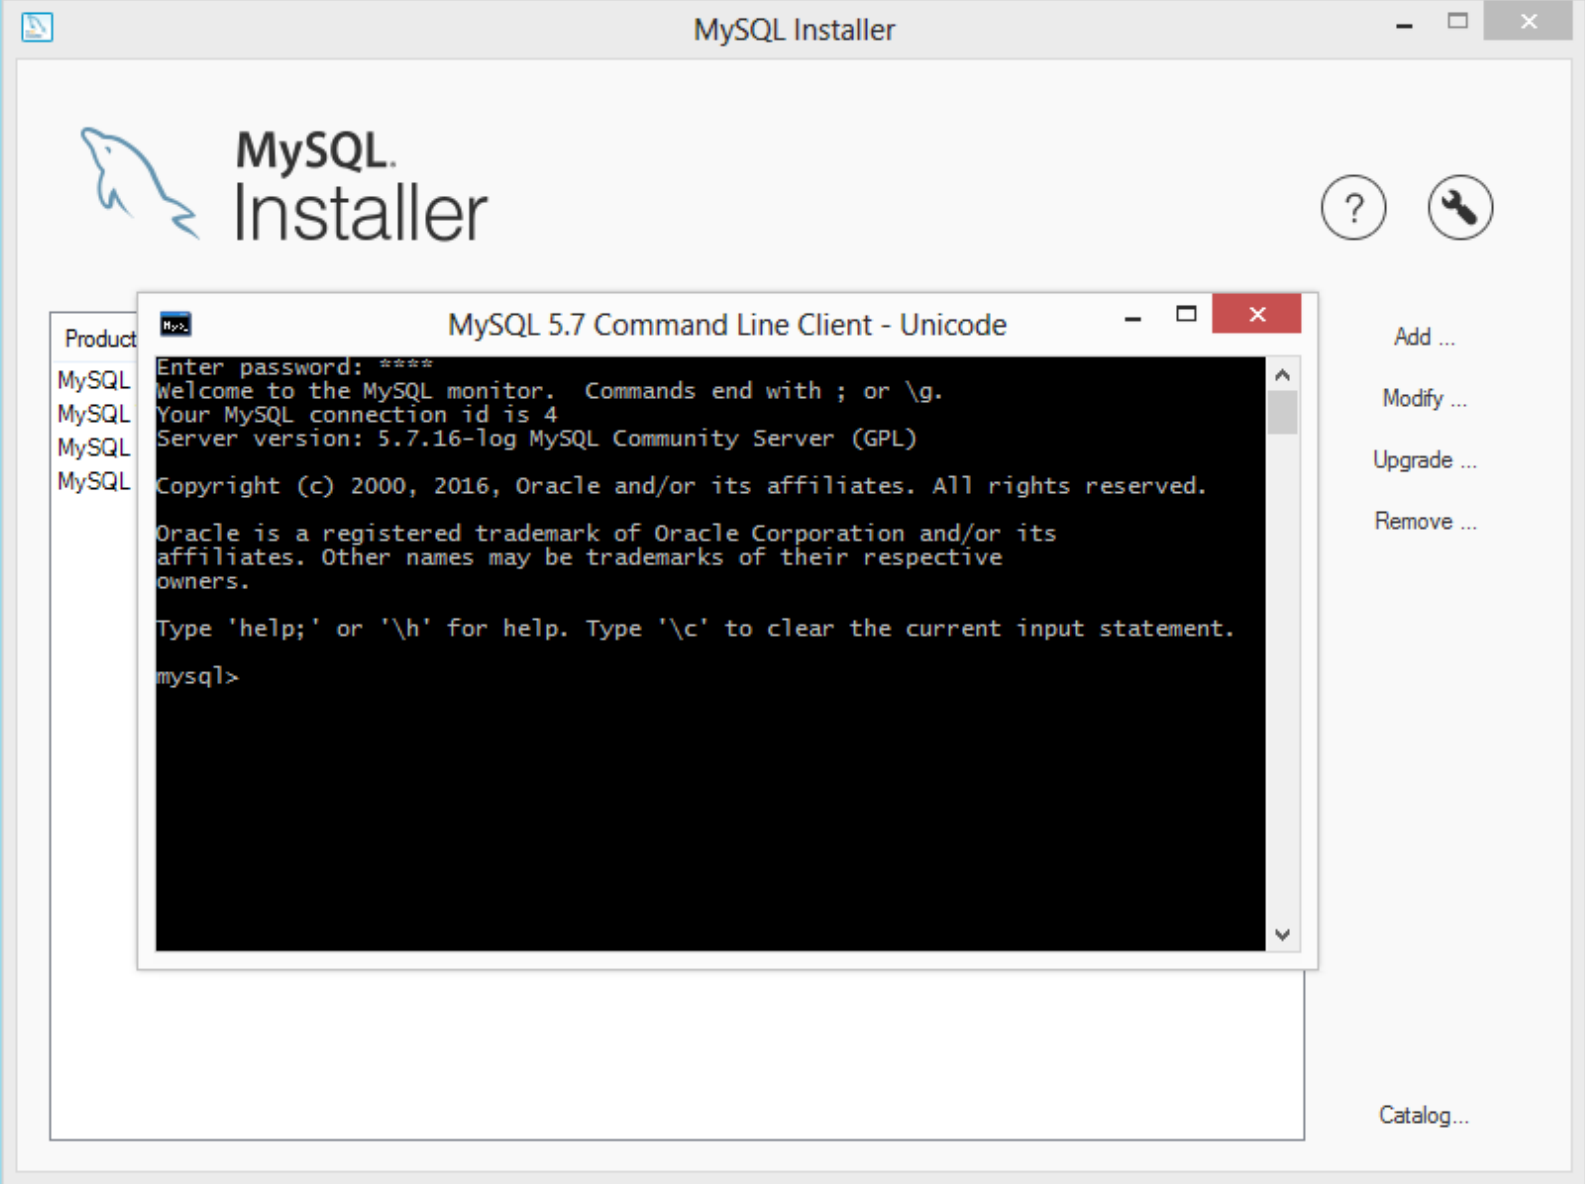 MySQL Installer
MySQL.
Installer
?
Product
MySQL
MySQL
MySQL
MySQL
MySQL 5.7 Command Line Client - Unicode
Enter password: ****
Welcome to the MySQL monitor.  Commands end with ; or \g.
Your MySQL connection id is 4
Server version: 5.7.16-log MySQL Community Server (GPL)
Copyright (c) 2000, 2016, Oracle and/or its affiliates. All rights reserved.
Oracle is a registered trademark of Oracle Corporation and/or its
affiliates. Other names may be trademarks of their respective
owners.
Type 'help;' or '\h' for help. Type '\c' to clear the current input statement.
mysql>
Add ...
Modify ...
Upgrade ...
Remove ...
Catalog...